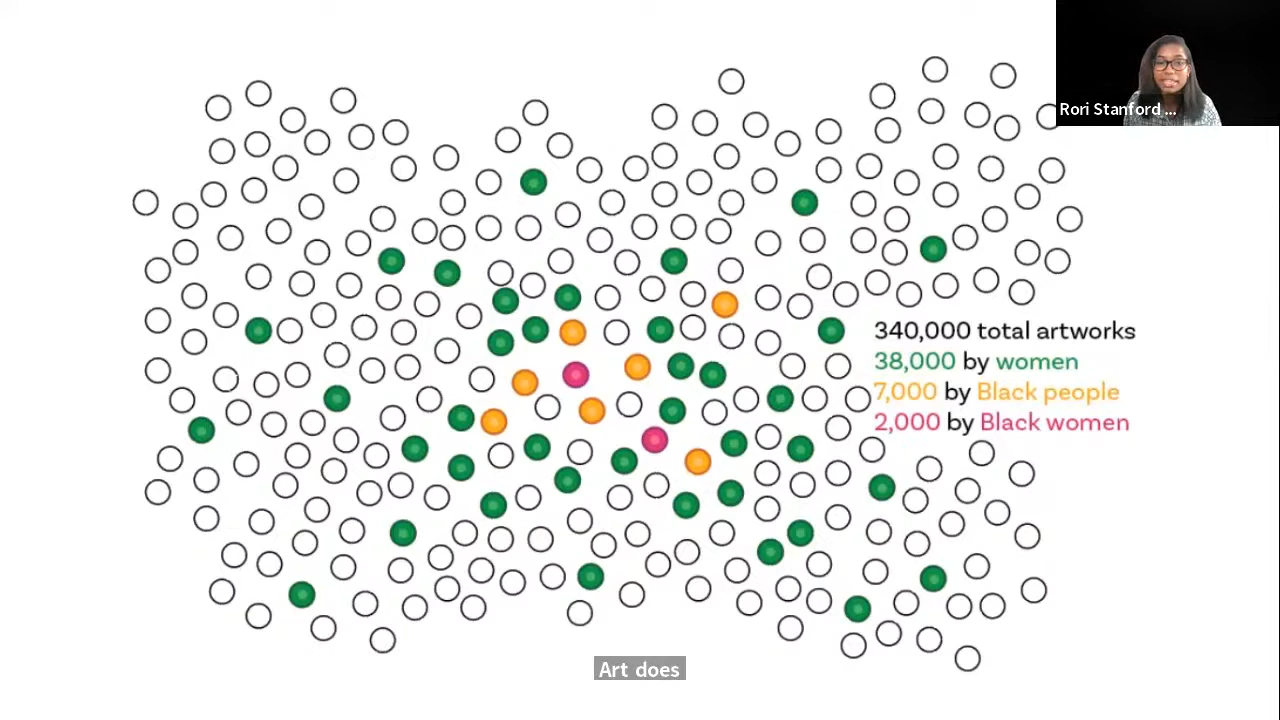 Rori Stanford ...
340,000 total artworks
38,000 by women
7,000 by Black people
2,000 by Black women
Art does